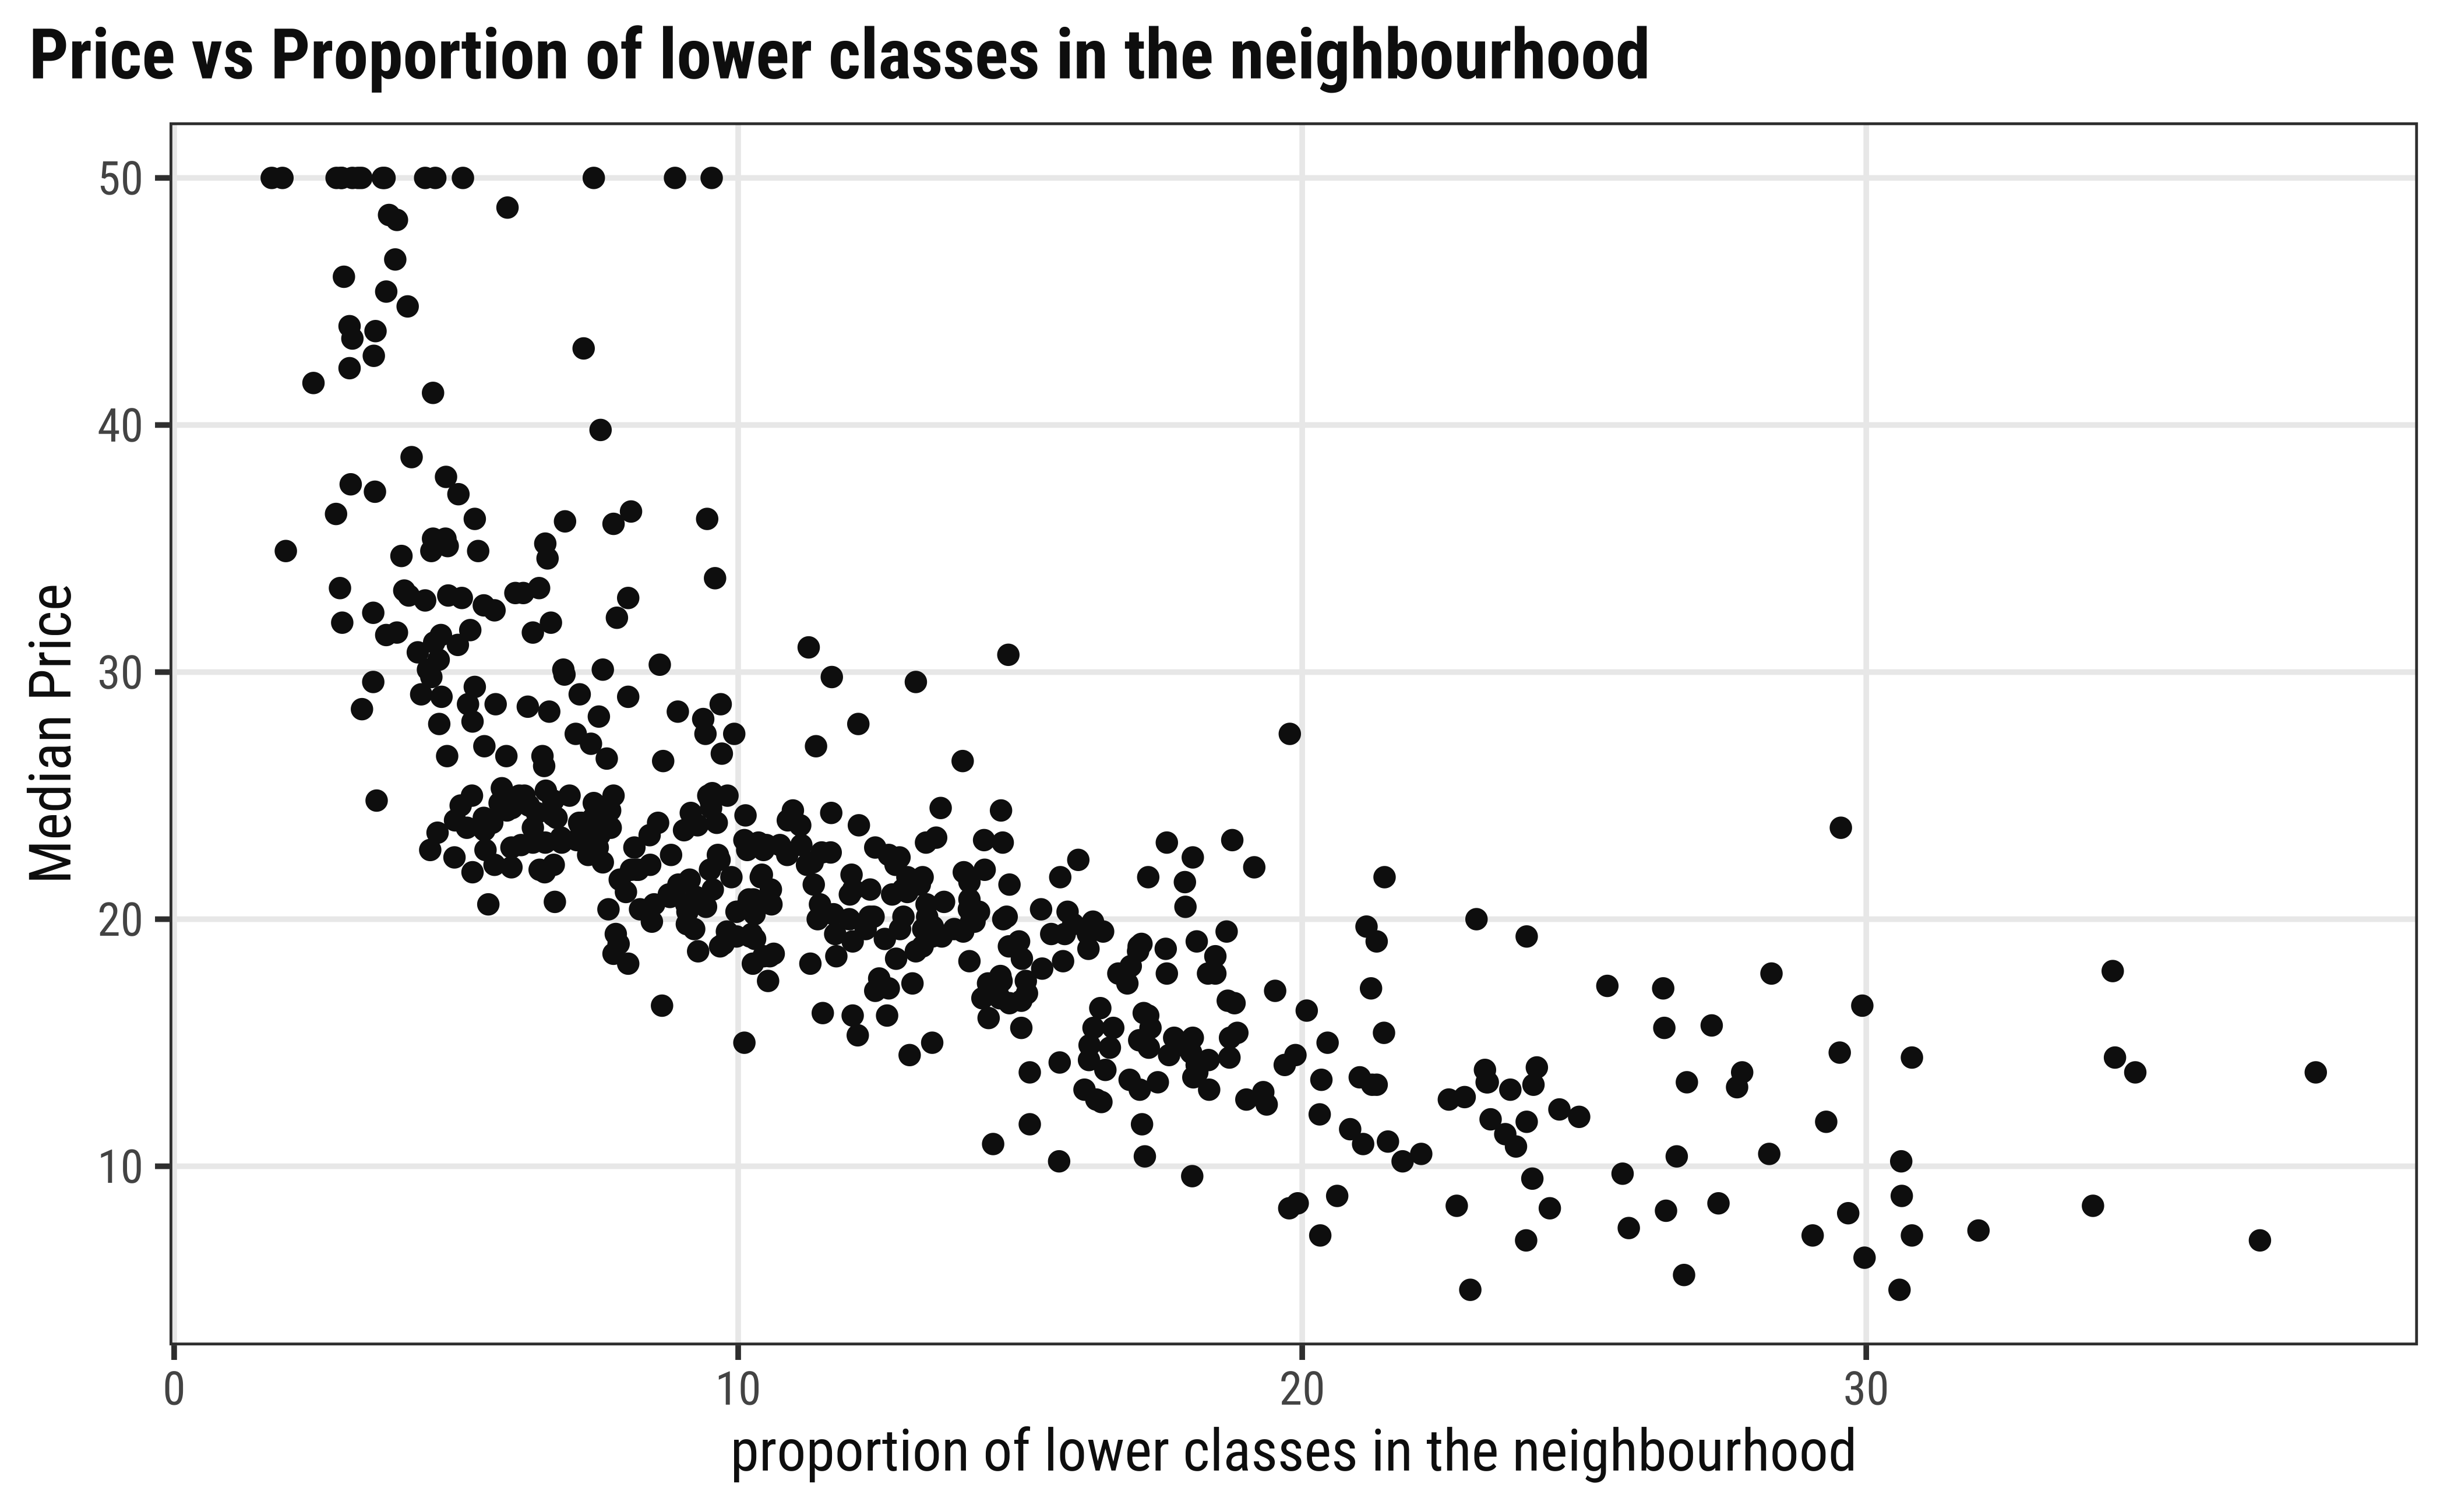 Price vs Proportion of lower classes in the neighbourhood
Median Price
50
40
30
20
10
0 10 20 30
proportion of lower classes in the neighbourhood